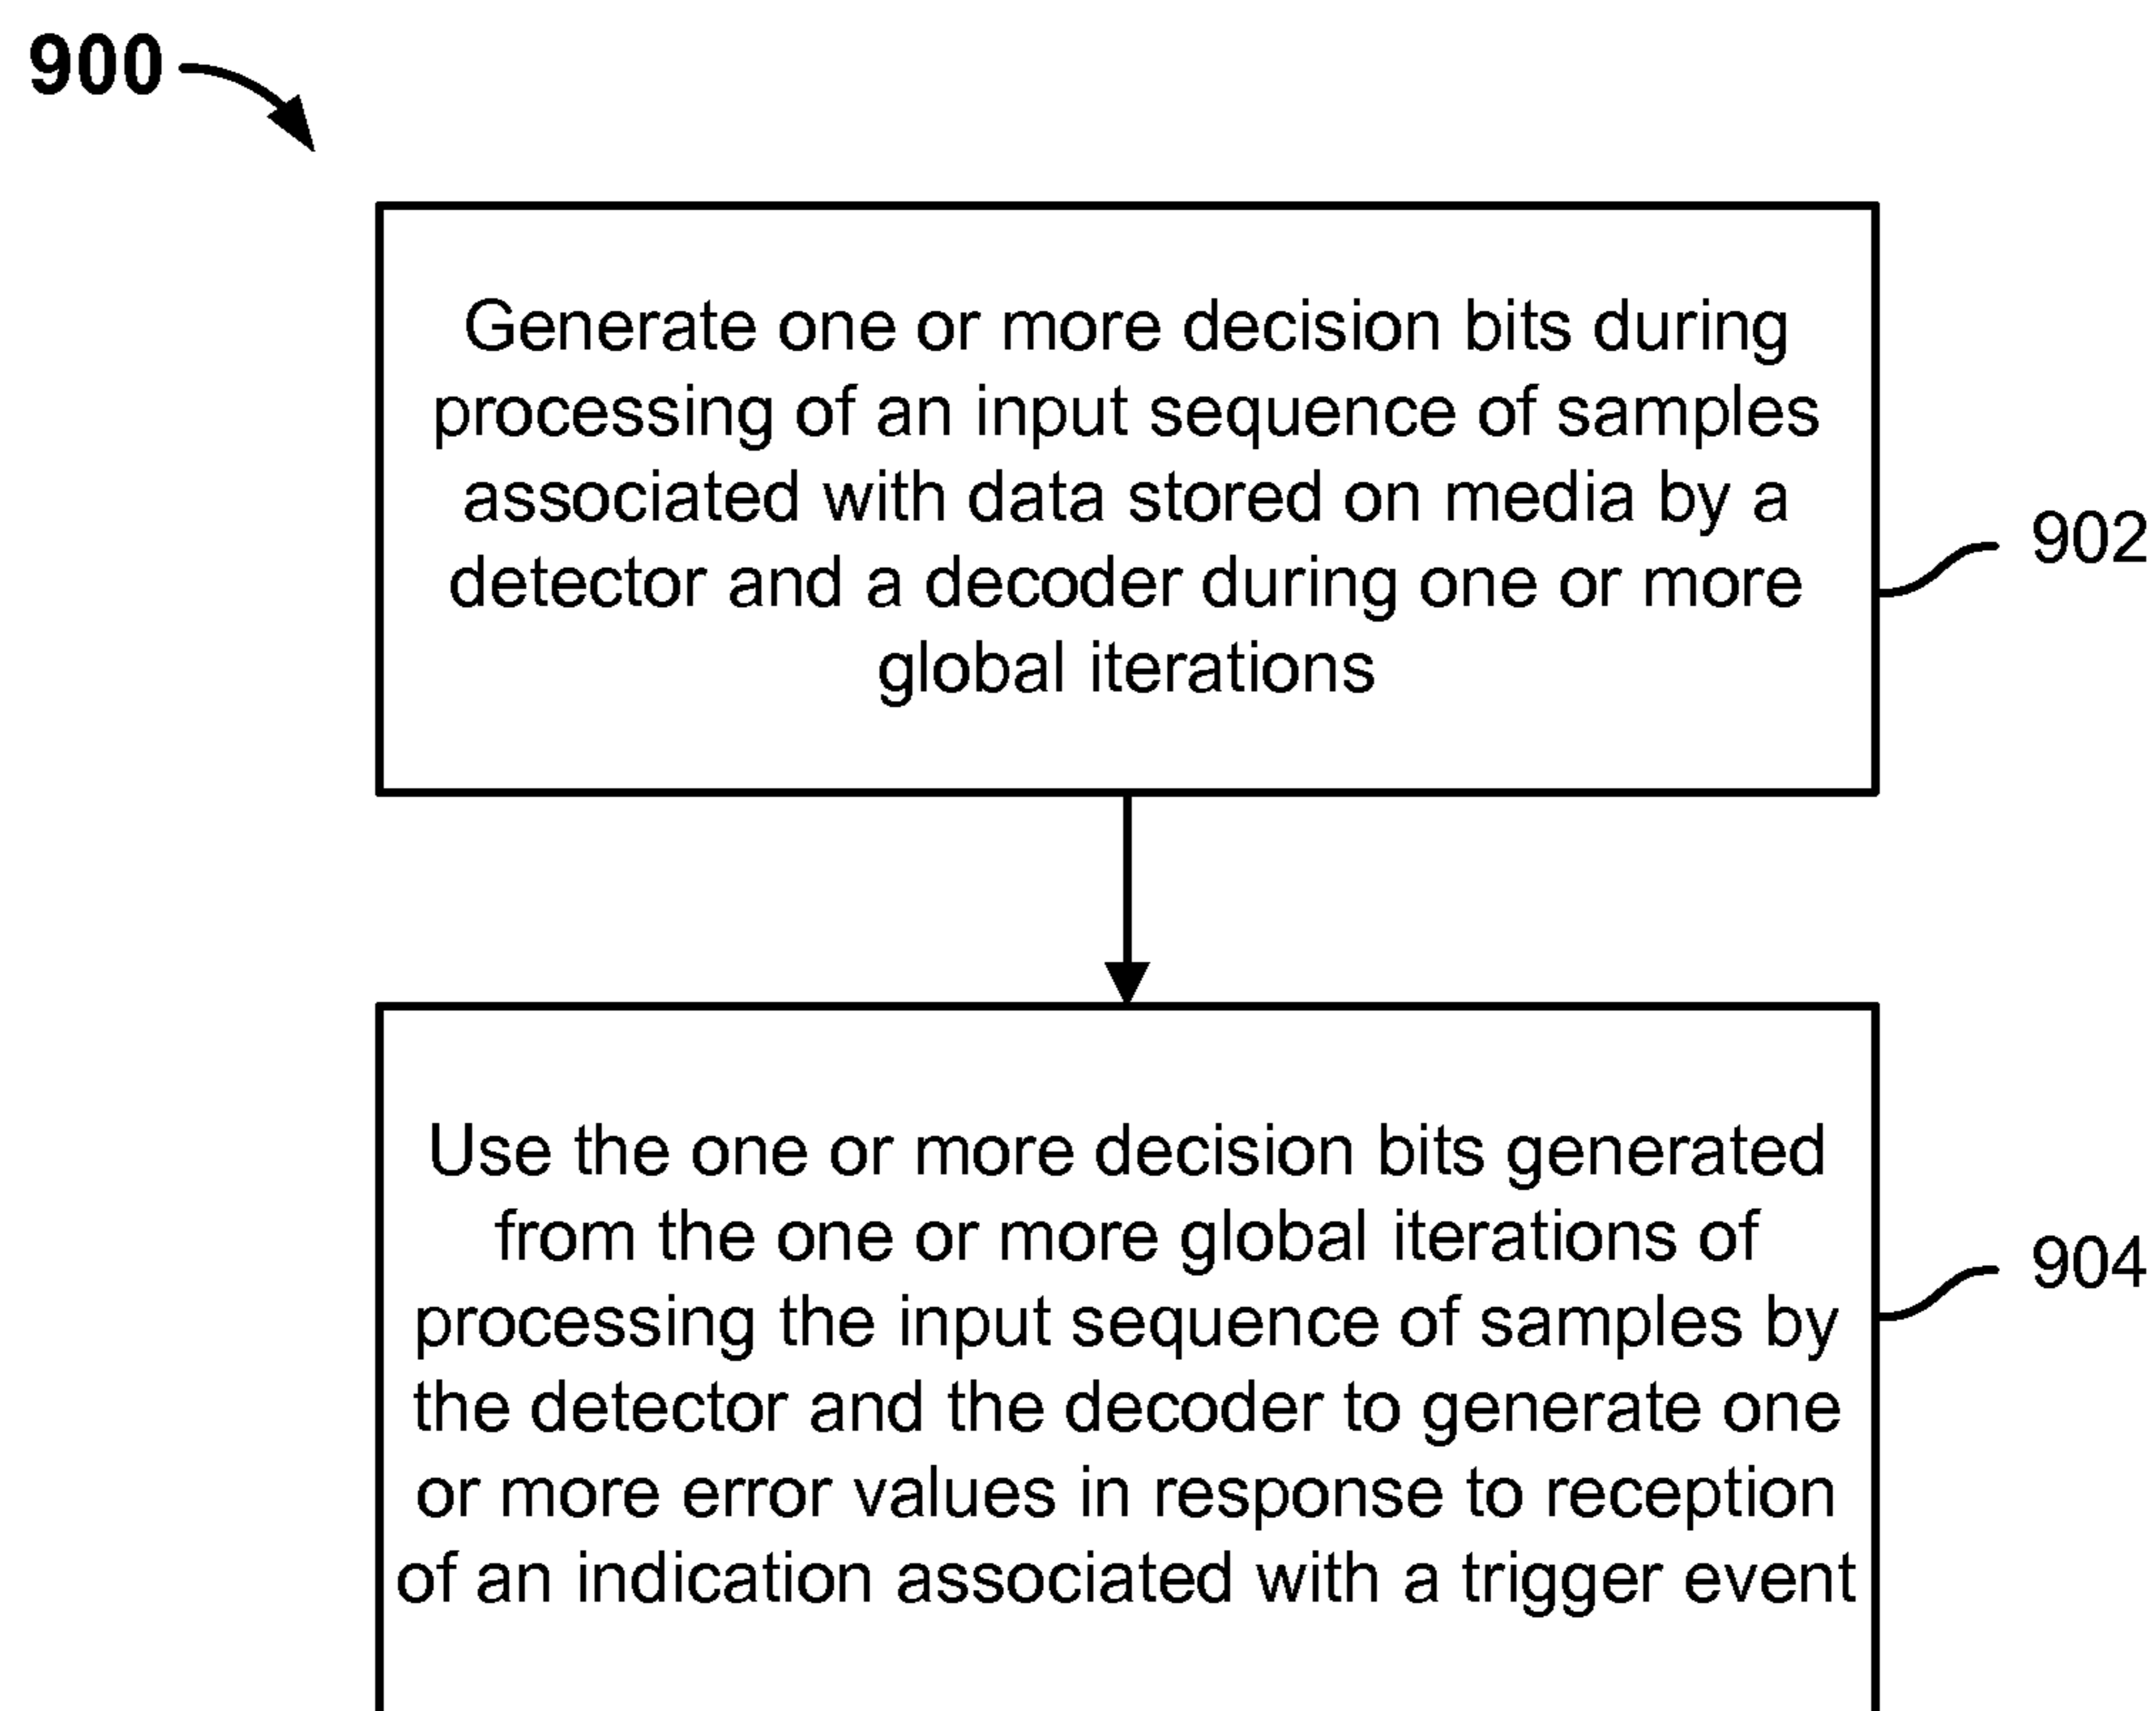 900
Generate one or more decision bits during
processing of an input sequence of samples
associated with data stored on media by a
detector and a decoder during one or more
global iterations
902
Use the one or more decision bits generated
from the one or more global iterations of
processing the input sequence of samples by
the detector and the decoder to generate one
or more error values in response to reception
of an indication associated with a trigger event
904